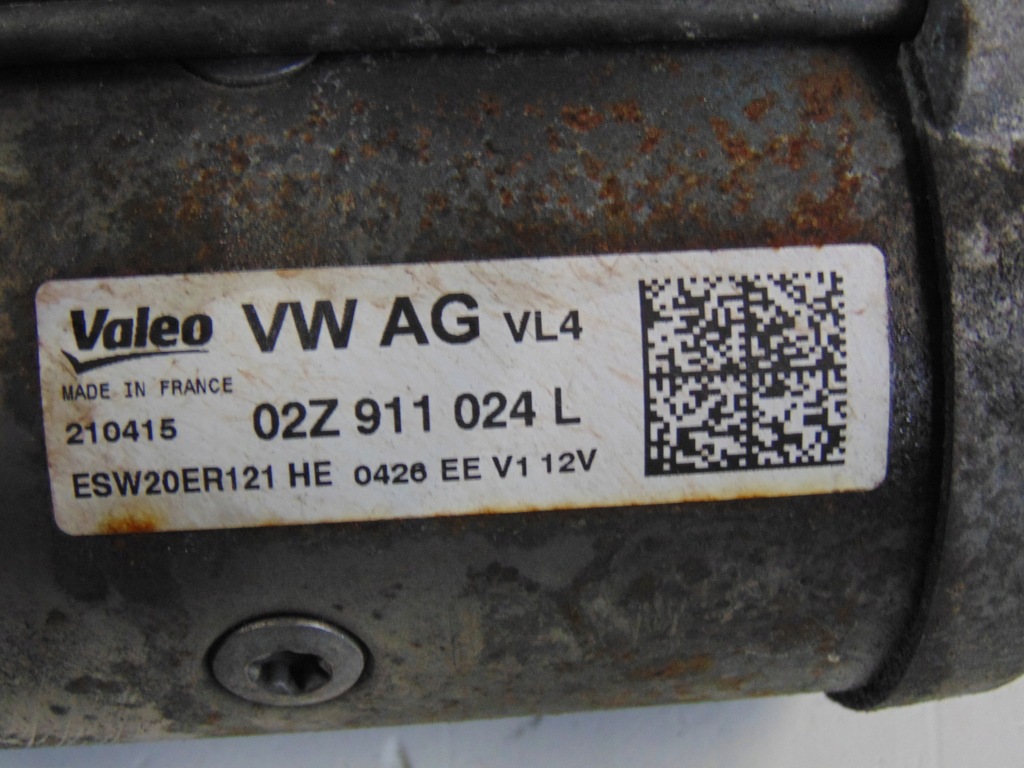 Valeo VW AG VL4
MADE IN FRANCE
210415 02Z 911 024 L
ESW20ER121 HE 0426 EE V1 12V